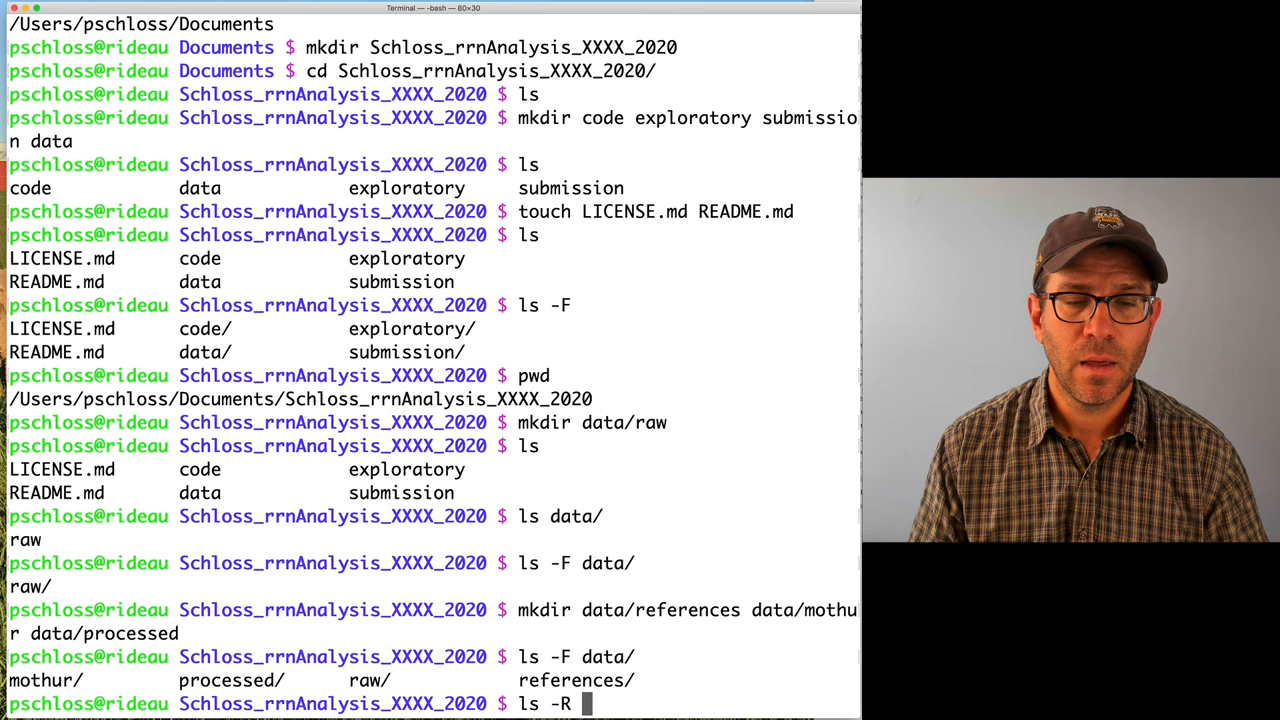 Terminal — -bash — 80×30
/Users/pschloss/Documents
pschloss@rideau Documents $ mkdir Schloss_rrnAnalysis_XXXX_2020
pschloss@rideau Documents $ cd Schloss_rrnAnalysis_XXXX_2020/
pschloss@rideau Schloss_rrnAnalysis_XXXX_2020 $ ls
pschloss@rideau Schloss_rrnAnalysis_XXXX_2020 $ mkdir code exploratory submissio
n data
pschloss@rideau Schloss_rrnAnalysis_XXXX_2020 $ ls
code data exploratory submission
pschloss@rideau Schloss_rrnAnalysis_XXXX_2020 $ touch LICENSE.md README.md
pschloss@rideau Schloss_rrnAnalysis_XXXX_2020 $ ls
LICENSE.md code exploratory
README.md data submission
pschloss@rideau Schloss_rrnAnalysis_XXXX_2020 $ ls -F
LICENSE.md code/ exploratory/
README.md data/ submission/
pschloss@rideau Schloss_rrnAnalysis_XXXX_2020 $ pwd
/Users/pschloss/Documents/Schloss_rrnAnalysis_XXXX_2020
pschloss@rideau Schloss_rrnAnalysis_XXXX_2020 $ mkdir data/raw
pschloss@rideau Schloss_rrnAnalysis_XXXX_2020 $ ls
LICENSE.md code exploratory
README.md data submission
pschloss@rideau Schloss_rrnAnalysis_XXXX_2020 $ ls data/
raw
pschloss@rideau Schloss_rrnAnalysis_XXXX_2020 $ ls -F data/
raw/
pschloss@rideau Schloss_rrnAnalysis_XXXX_2020 $ mkdir data/references data/mothu
r data/processed
pschloss@rideau Schloss_rrnAnalysis_XXXX_2020 $ ls -F data/
mothur/ processed/ raw/ references/
pschloss@rideau Schloss_rrnAnalysis_XXXX_2020 $ ls -R